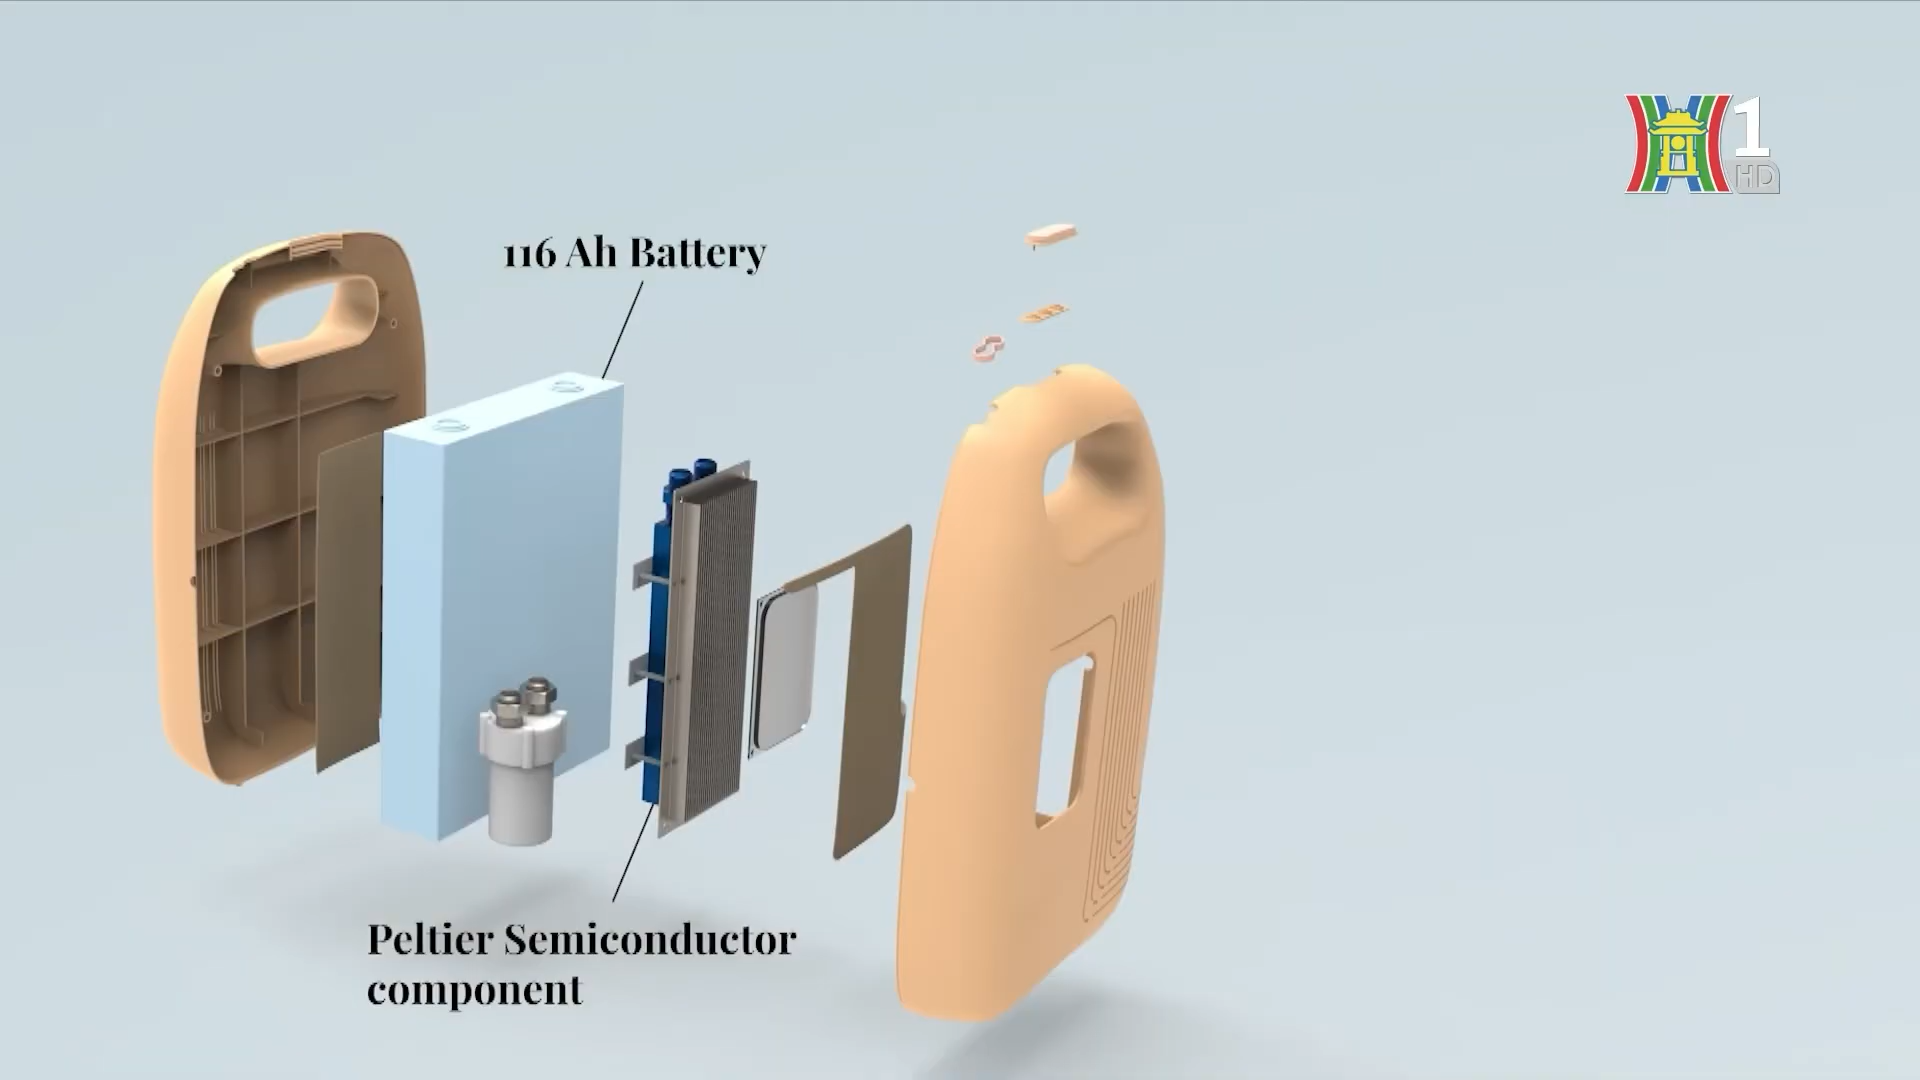 1
HD
116 Ah Battery
Peltier Semiconductor
component